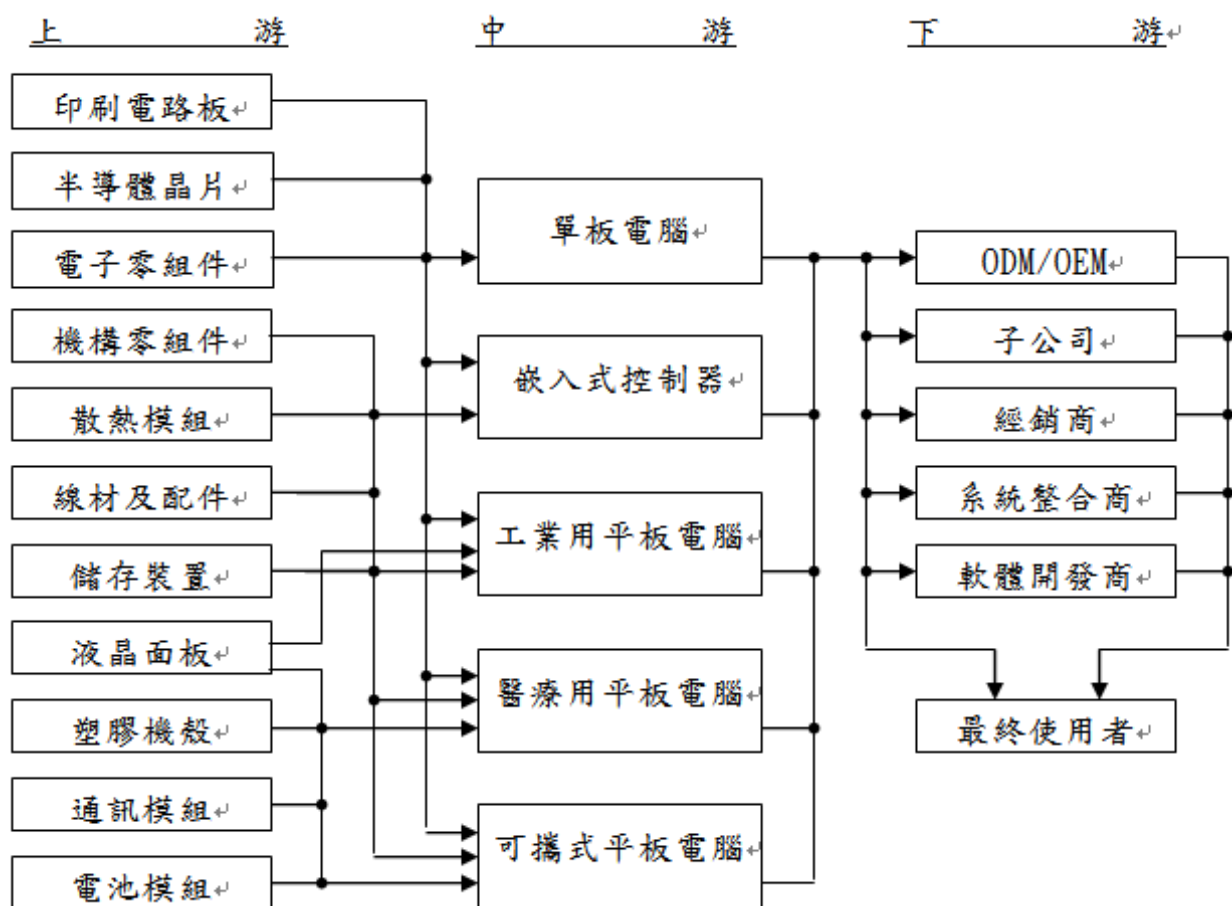 上游
中游
下游
印刷電路板
半導體晶片
電子零組件
機構零組件
散熱模組
線材及配件
儲存裝置
液晶面板
塑膠機殼
通訊模組
電池模組
單板電腦
嵌入式控制器
工業用平板電腦
醫療用平板電腦
可攜式平板電腦
ODM/OEM
子公司
經銷商
系統整合商
軟體開發商
最終使用者